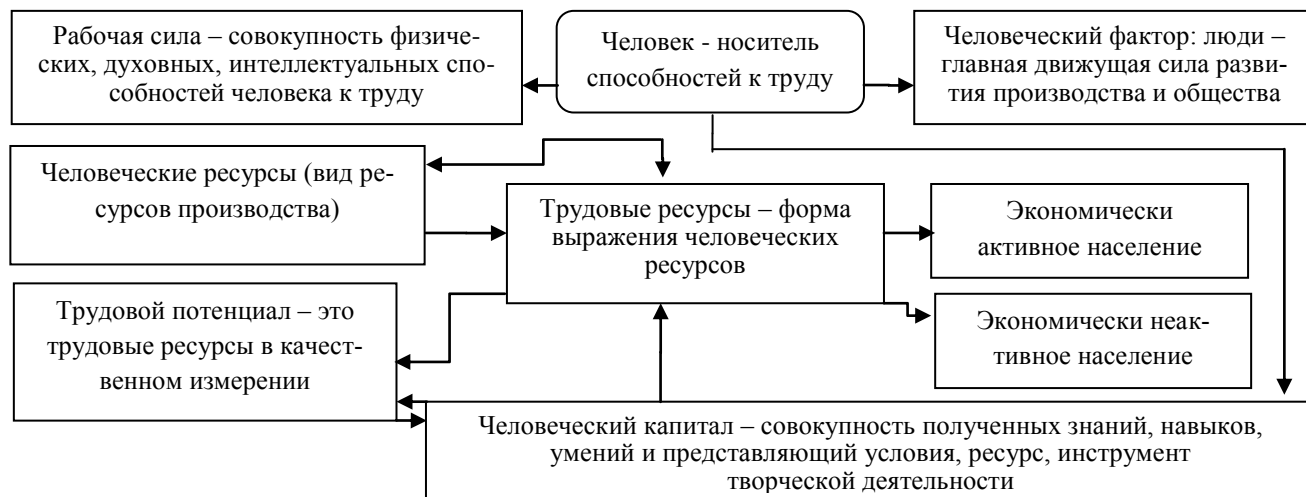 Рабочая сила – совокупность физиче-
ских, духовных, интеллектуальных спо-
собностей человека к труду
Человек - носитель
способностей к труду
Человеческий фактор: люди –
главная движущая сила разви-
тия производства и общества
Человеческие ресурсы (вид ре-
сурсов производства)
Трудовые ресурсы – форма
выражения человеческих
ресурсов
Экономически
активное население
Трудовой потенциал – это
трудовые ресурсы в качест-
венном измерении
Экономически неак-
тивное население
Человеческий капитал – совокупность полученных знаний, навыков,
умений и представляющий условия, ресурс, инструмент
творческой деятельности